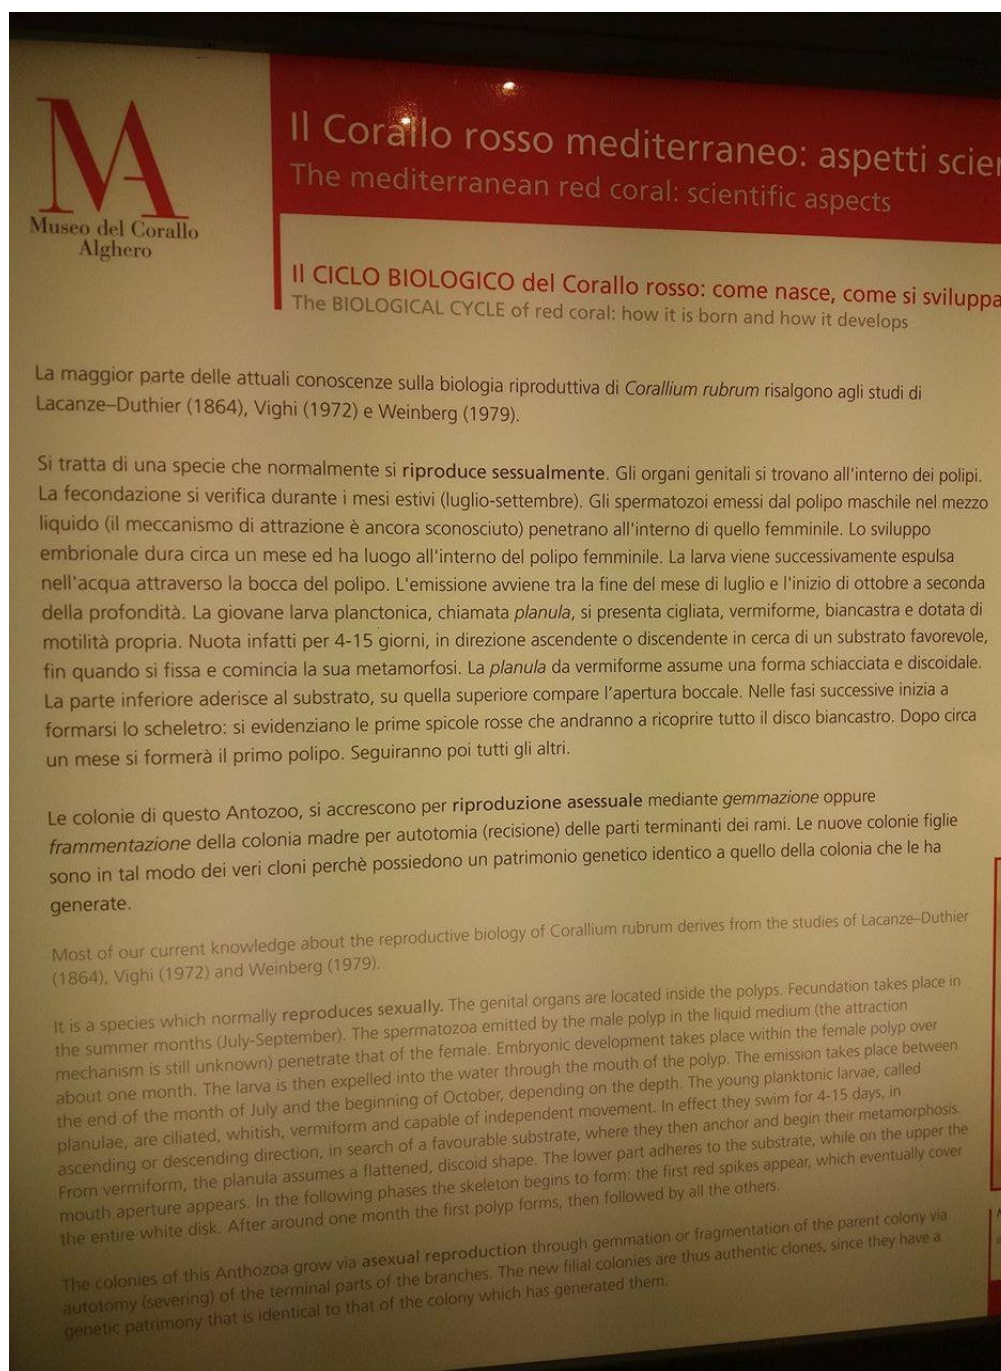 MA
Museo del Corallo
Alghero
Il Corallo rosso mediterraneo: aspetti
The mediterranean red coral: scientific aspects
Il CICLO BIOLOGICO del Corallo rosso: come nasce, come si sviluppa
The BIOLOGICAL CYCLE of red coral: how it is born and how it develops
La maggior parte delle attuali conoscenze sulla biologia riproduttiva di Corallium rubrum risalgono agli studi di
Lacanze–Duthier (1864), Vighi (1972) e Weinberg (1979).
Si tratta di una specie che normalmente si riproduce sessualmente. Gli organi genitali si trovano all'interno dei polipi.
La fecondazione si verifica durante i mesi estivi (luglio-settembre). Gli spermatozoi emessi dal polipo maschile nel mezzo
liquido (il meccanismo di attrazione è ancora sconosciuto) penetrano all'interno di quello femminile. Lo sviluppo
embrionale dura circa un mese ed ha luogo all'interno del polipo femminile. La larva viene successivamente espulsa
nell'acqua attraverso la bocca del polipo. L'emissione avviene tra la fine del mese di luglio e l'inizio di ottobre a seconda
della profondità. La giovane larva planctonica, chiamata planula, si presenta cigliata, vermiforme, biancastra e dotata di
motilità propria. Nuota infatti per 4-15 giorni, in direzione ascendente o discendente in cerca di un substrato favorevole,
fin quando si fissa e comincia la sua metamorfosi. La planula da vermiforme assume una forma schiacciata e discoidale.
La parte inferiore aderisce al substrato, su quella superiore compare l'apertura boccale. Nelle fasi successive inizia a
formarsi lo scheletro: si evidenziano le prime spicole rosse che andranno a ricoprire tutto il disco biancastro. Dopo circa
un mese si formerà il primo polipo. Seguiranno poi tutti gli altri.
Le colonie di questo Antozoo, si accrescono per riproduzione asessuale mediante gemmazione oppure
frammentazione della colonia madre per autotomia (recisione) delle parti terminanti dei rami. Le nuove colonie figlie
sono in tal modo dei veri cloni perchè possiedono un patrimonio genetico identico a quello della colonia che le ha
generate.
Most of our current knowledge about the reproductive biology of Corallium rubrum derives from the studies of Lacanze–Duthier
(1864), Vighi (1972) and Weinberg (1979).
It is a species which normally reproduces sexually. The genital organs are located inside the polyps. Fecundation takes place in
the summer months (July-September). The spermatozoa emitted by the male polyp in the liquid medium (the attraction
mechanism is still unknown) penetrate that of the female. Embryonic development takes place within the female polyp over
about one month. The larva is then expelled into the water through the mouth of the polyp. The emission takes place between
the end of the month of July and the beginning of October, depending on the depth. The young planktonic larvae, called
planulae, are ciliated, whitish, vermiform and capable of independent movement. In effect they swim for 4-15 days, in
ascending or descending direction, in search of a favourable substrate, where they then anchor and begin their metamorphosis.
From vermiform, the planula assumes a flattened, discoid shape. The lower part adheres to the substrate, while on the upper the
mouth aperture appears. In the following phases the skeleton begins to form: the first red spikes appear, which eventually cover
the entire white disk. After around one month the first polyp forms, then followed by all the others.
The colonies of this Anthozoa grow via asexual reproduction through gemmation or fragmentation of the parent colony via
autotomy (severing) of the terminal parts of the branches. The new filial colonies are thus authentic clones, since they have a
genetic patrimony that is identical to that of the colony which has generated them.